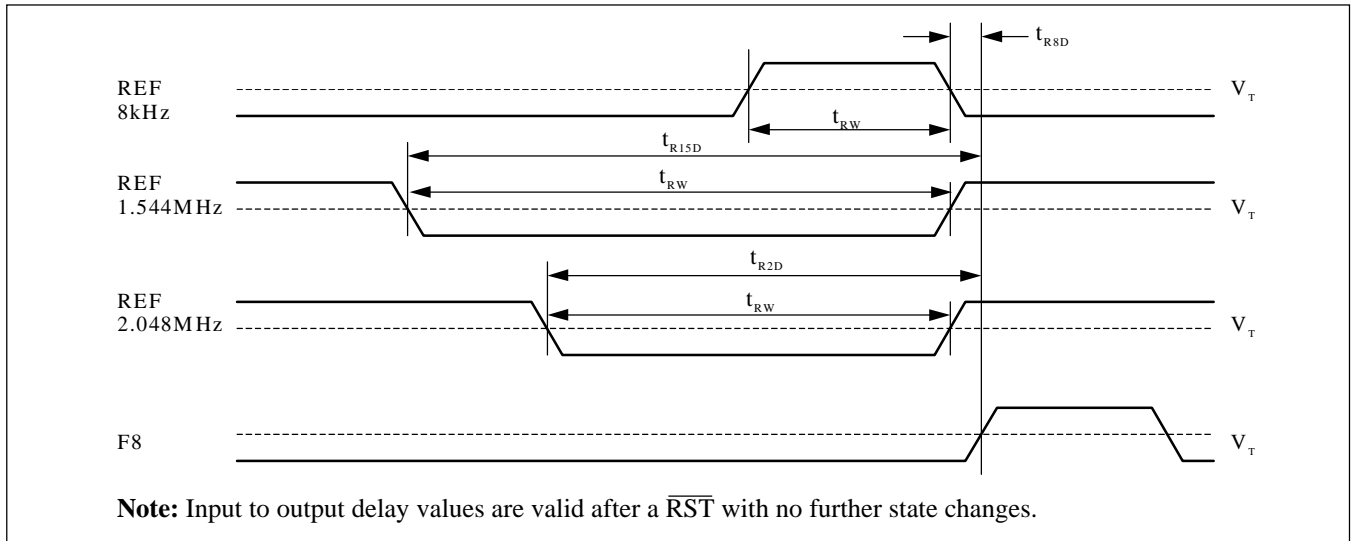 t_R8D
REF
8kHz
V_T
t_RW
t_R15D
REF
1.544MHz
t_RW
V_T
t_R2D
REF
2.048MHz
t_RW
V_T
F8
V_T
Note: Input to output delay values are valid after a R̅S̅T̅ with no further state changes.